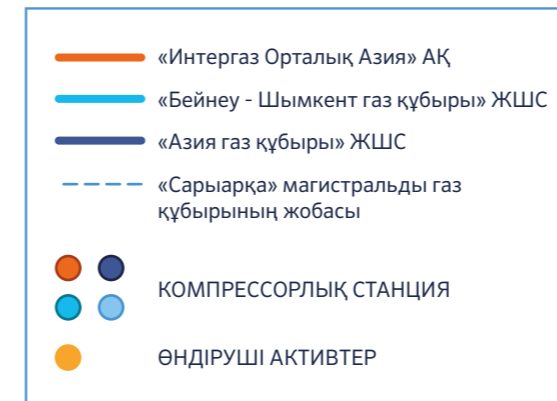 «Интергаз Орталық Азия» АҚ
«Бейнеу - Шымкент газ құбыры» ЖШС
«Азия газ құбыры» ЖШС
«Сарыарқа» магистральды газ
құбырының жобасы
КОМПРЕССОРЛЫҚ СТАНЦИЯ
ӨНДІРУШІ АКТИВТЕР